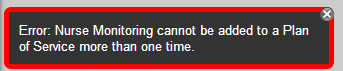 Error: Nurse Monitoring cannot be added to a Plan
of Service more than one time.